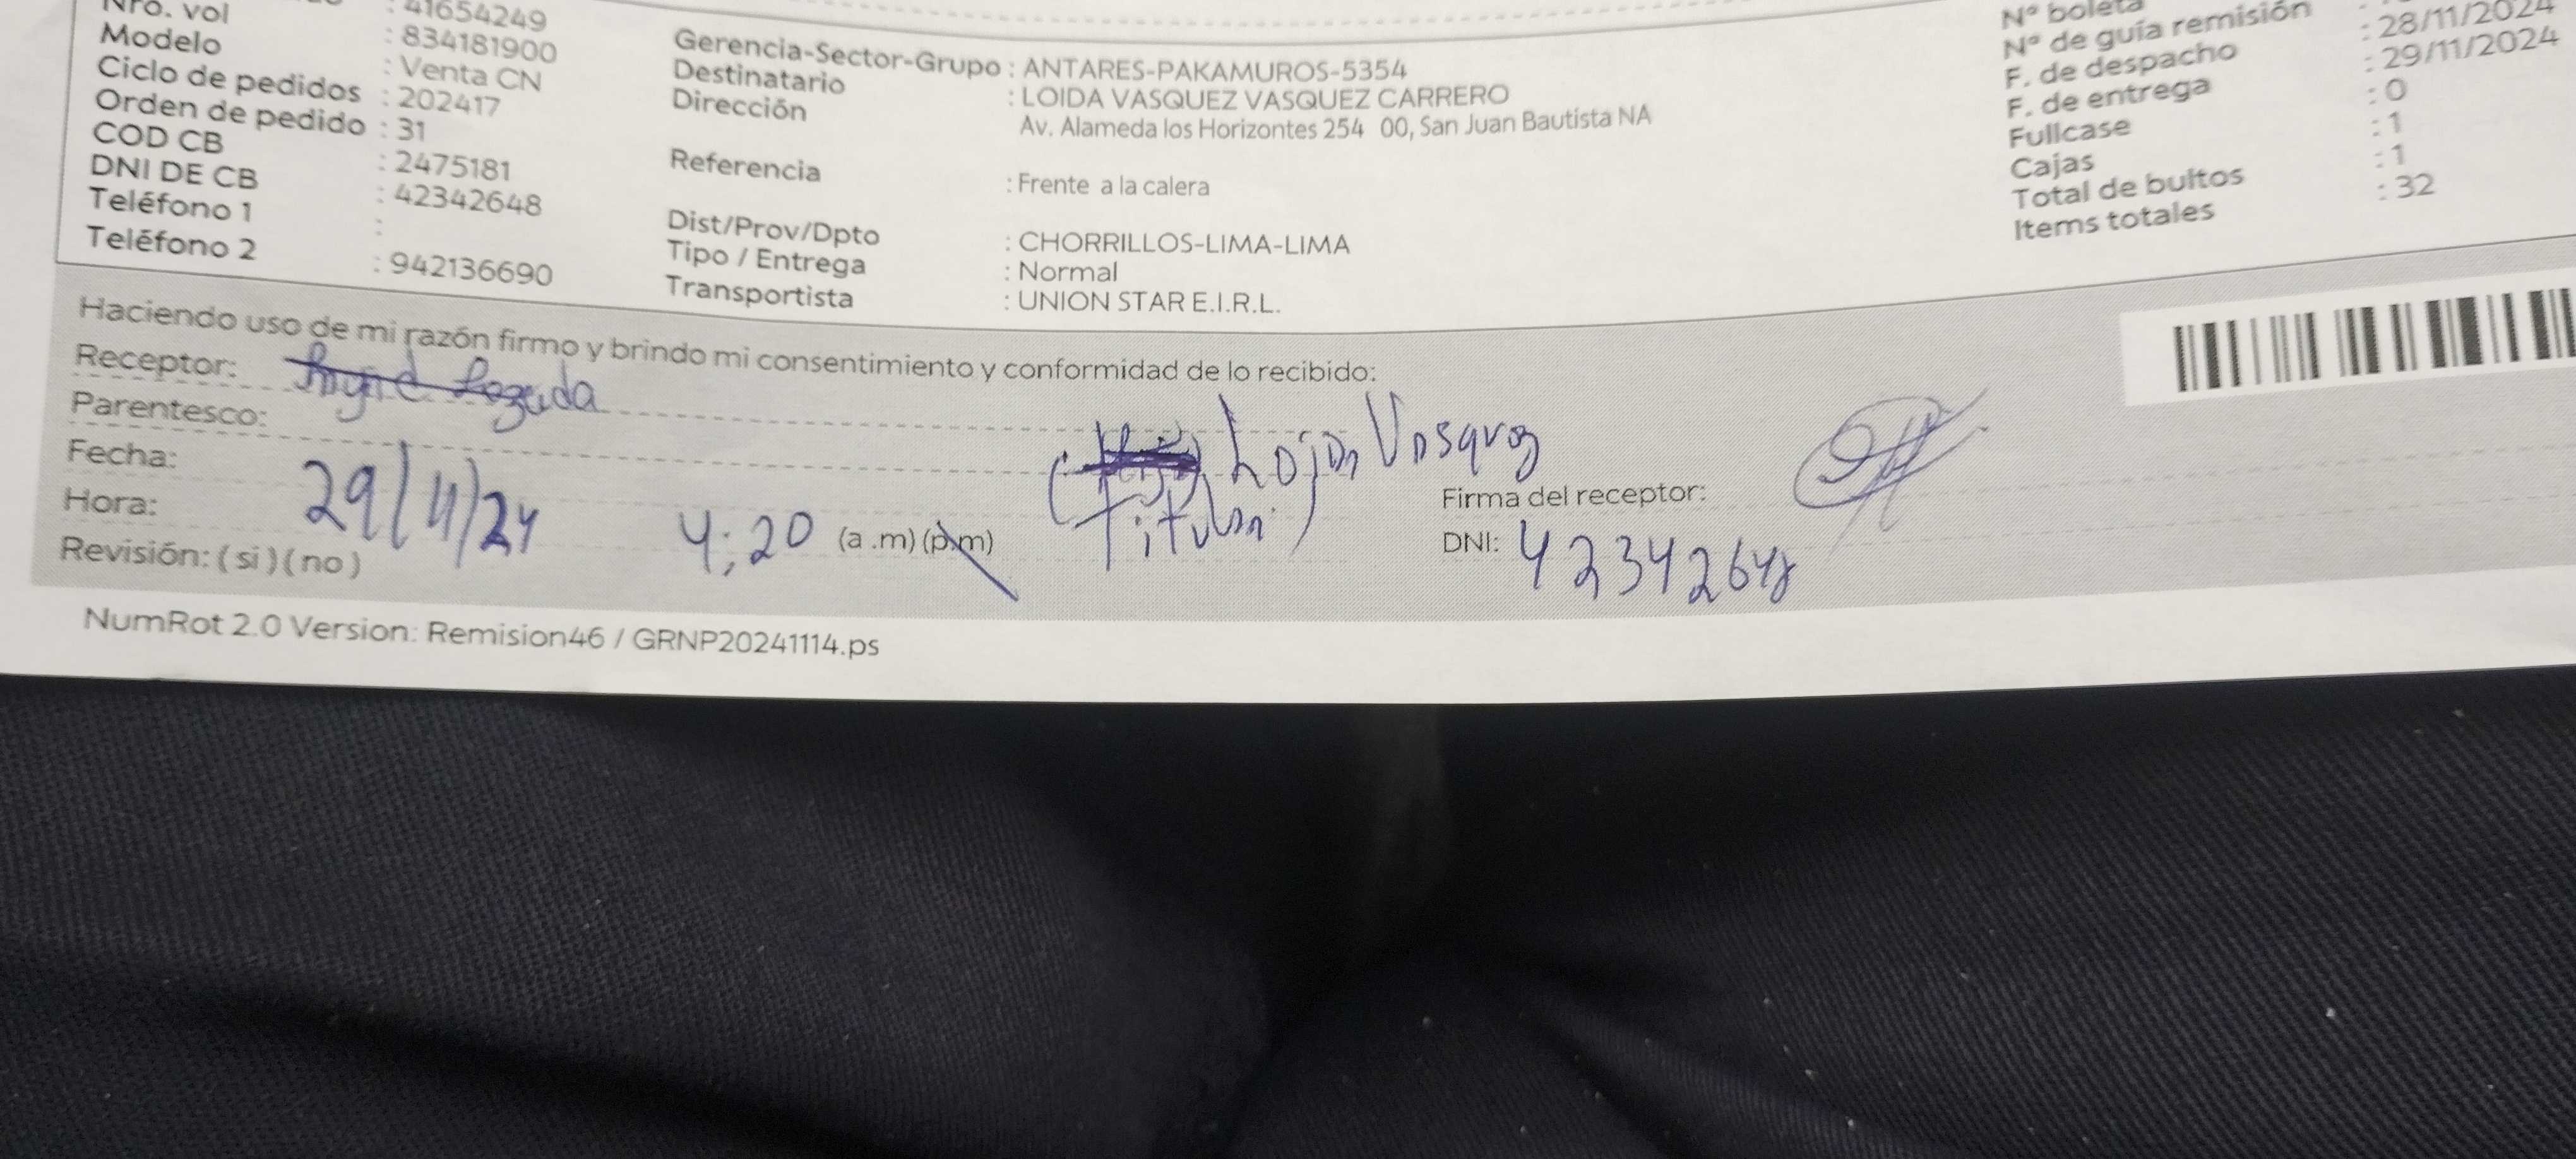 : 41654249
Nro. vol : 834181900
Modelo : Venta CN
Ciclo de pedidos : 202417
Orden de pedido : 31
COD CB : 2475181
DNI DE CB : 42342648
Teléfono 1 :
Teléfono 2 : 942136690
Gerencia-Sector-Grupo : ANTARES-PAKAMUROS-5354
Destinatario : LOIDA VASQUEZ VASQUEZ CARRERO
Dirección Av. Alameda los Horizontes 254 00, San Juan Bautista NA
Referencia : Frente a la calera
Dist/Prov/Dpto : CHORRILLOS-LIMA-LIMA
Tipo / Entrega : Normal
Transportista : UNION STAR E.I.R.L.
Nº boleta
Nº de guía remisión
F. de despacho : 28/11/2024
F. de entrega : 29/11/2024
Fullcase : 0
Cajas : 1
Total de bultos : 1
Items totales : 32
Haciendo uso de mi razón firmo y brindo mi consentimiento y conformidad de lo recibido:
Receptor: Lozada
Parentesco:
Fecha: 29/11/24
Hora: 4:20 (a .m) (p.m)
Revisión: ( si ) ( no )
Loida Vasquez
( Titular )
Firma del receptor:
DNI: 42342648
NumRot 2.0 Version: Remision46 / GRNP20241114.ps